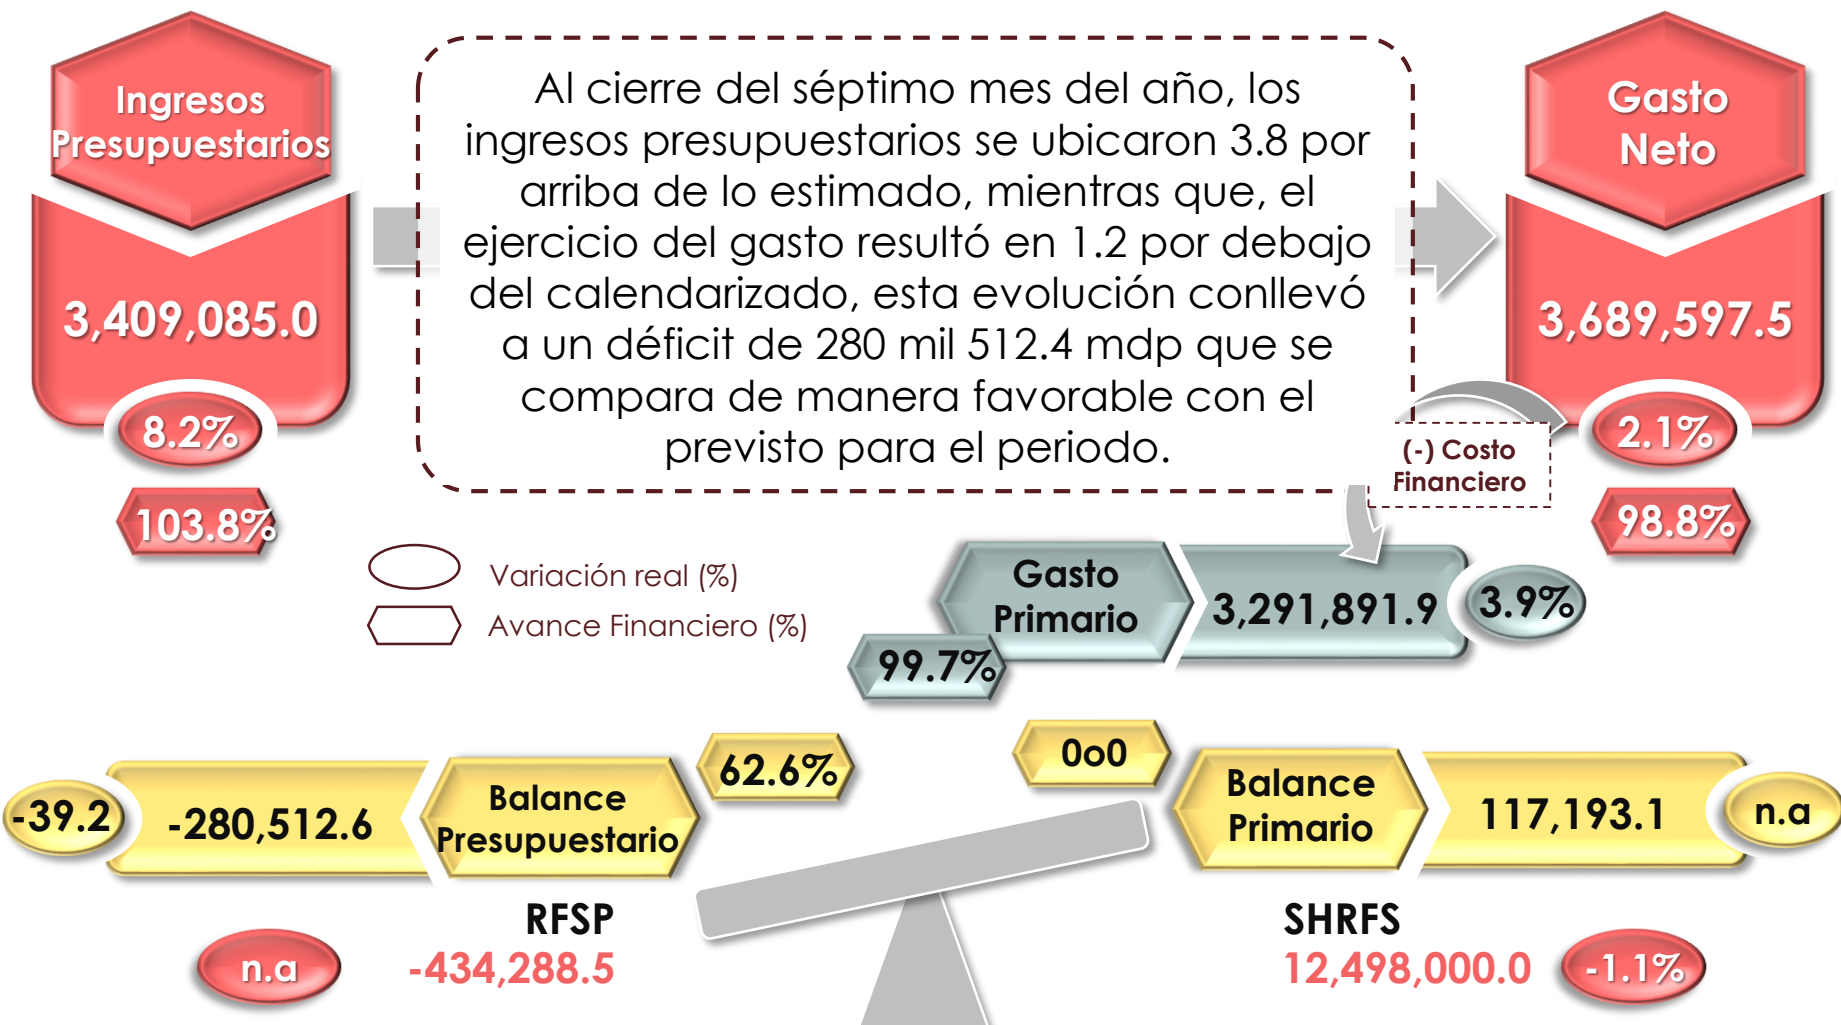 Ingresos
Presupuestarios
3,409,085.0
8.2%
103.8%
Al cierre del séptimo mes del año, los
ingresos presupuestarios se ubicaron 3.8 por
arriba de lo estimado, mientras que, el
ejercicio del gasto resultó en 1.2 por debajo
del calendarizado, esta evolución conllevó
a un déficit de 280 mil 512.4 mdp que se
compara de manera favorable con el
previsto para el periodo.
Gasto
Neto
3,689,597.5
2.1%
98.8%
(-) Costo
Financiero
Variación real (%)
Avance Financiero (%)
Gasto
Primario
3,291,891.9
3.9%
99.7%
-39.2
-280,512.6
Balance
Presupuestario
62.6%
0o0
Balance
Primario
117,193.1
n.a
RFSP
n.a
-434,288.5
SHRFS
12,498,000.0
-1.1%